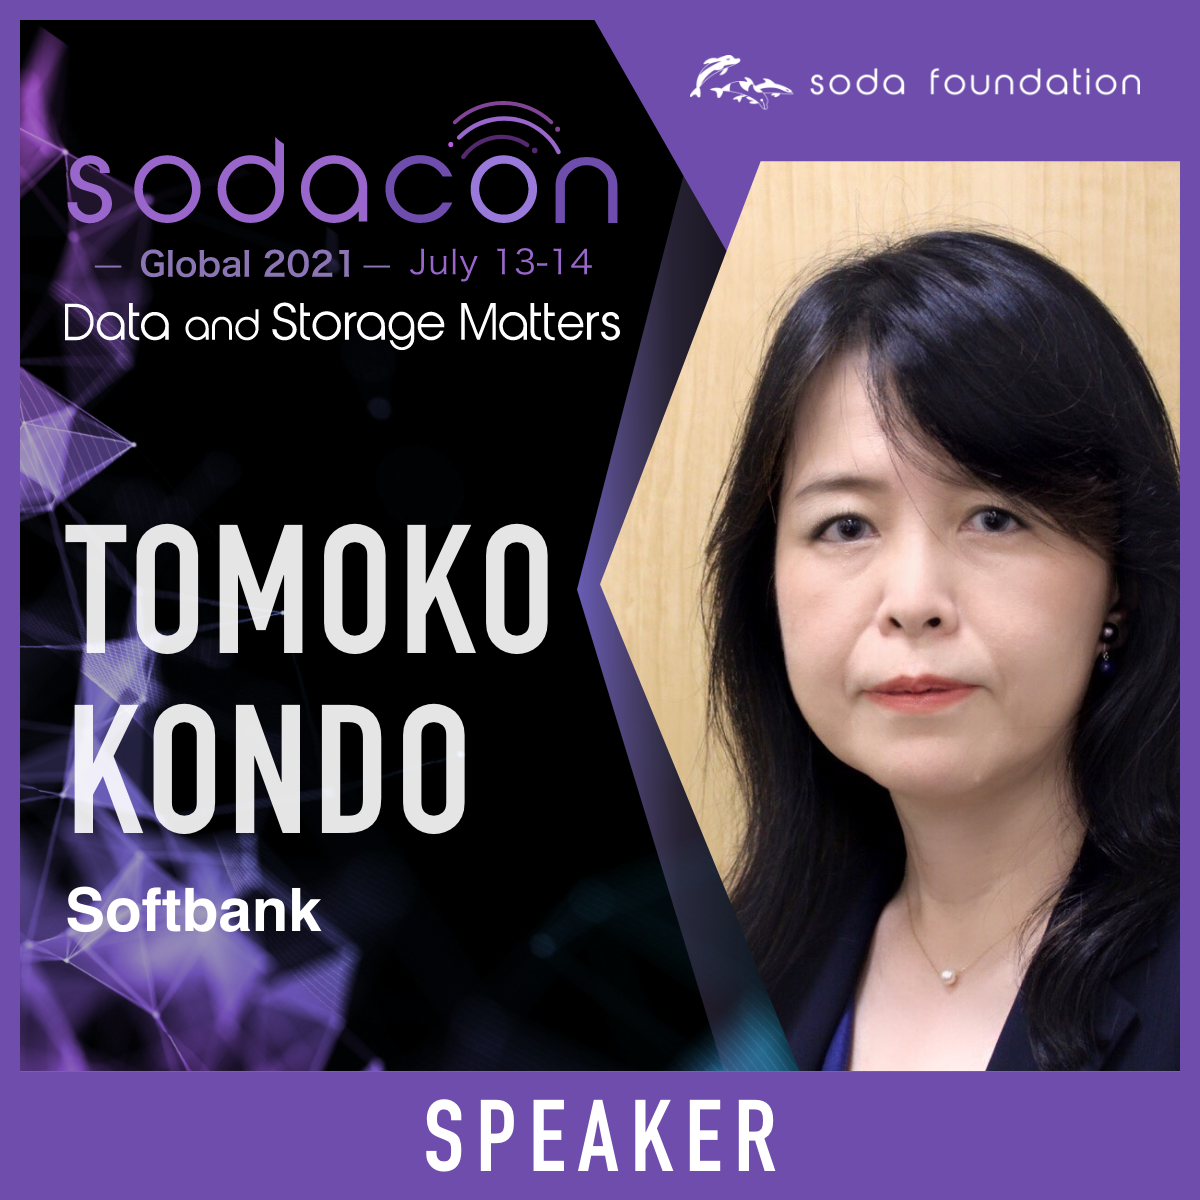 soda foundation
sodacon
— Global 2021 — July 13-14
Data and Storage Matters
TOMOKO
KONDO
Softbank
SPEAKER